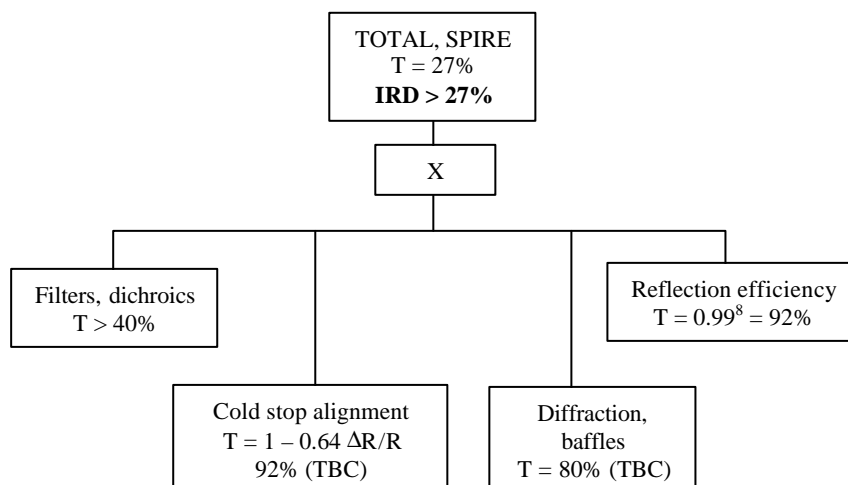 TOTAL, SPIRE
T = 27%
IRD > 27%
X
Filters, dichroics
T > 40%
Reflection efficiency
T = 0.99⁸ = 92%
Cold stop alignment
T = 1 – 0.64 ΔR/R
92% (TBC)
Diffraction,
baffles
T = 80% (TBC)